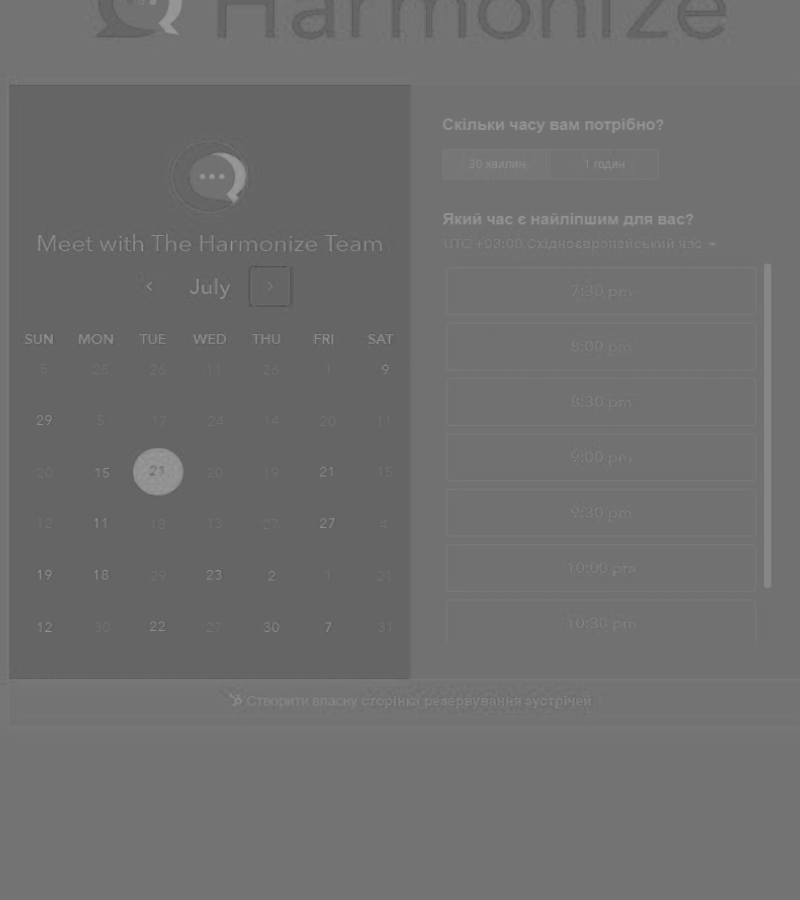 Harmonize
Meet with The Harmonize Team
July
SUN MON TUE WED THU FRI SAT
5 25 26 11 26 1 9
29 5 17 24 14 20 11
20 15 21 20 19 21 15
12 11 18 13 27 27 4
19 18 29 23 2 1 21
12 30 22 27 30 7 31
Скільки часу вам потрібно?
30 хвилин 1 годин
Який час є найліпшим для вас?
UTC +03:00 Східноєвропейський час
7:30 pm
8:00 pm
8:30 pm
9:00 pm
9:30 pm
10:00 pm
10:30 pm
Створити власну сторінка резервування зустрічей